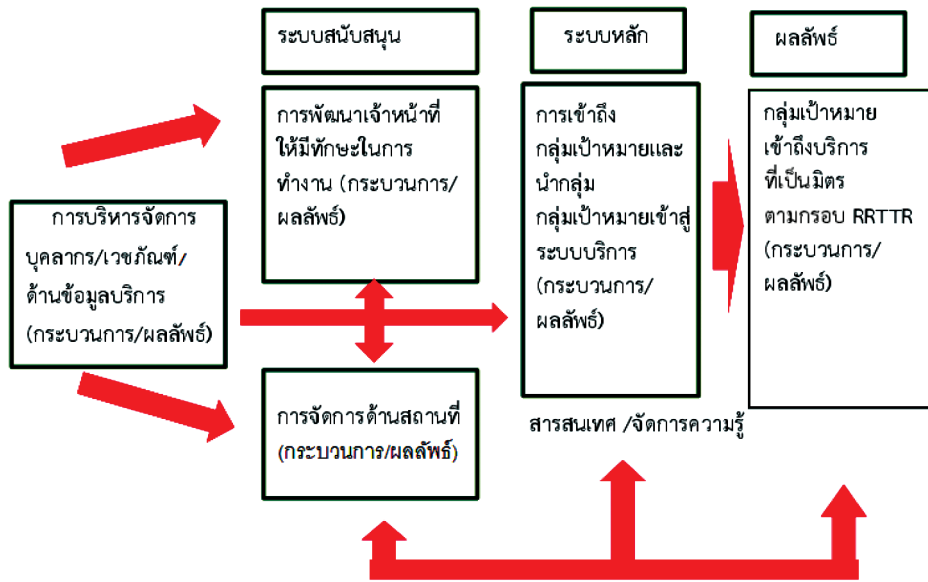 ระบบสนับสนุน
ระบบหลัก
ผลลัพธ์
การบริหารจัดการ
บุคลากร/เวชภัณฑ์/
ด้านข้อมูลบริการ
(กระบวนการ/ผลลัพธ์)
การพัฒนาเจ้าหน้าที่
ให้มีทักษะในการ
ทำงาน (กระบวนการ/
ผลลัพธ์)
การจัดการด้านสถานที่
(กระบวนการ/ผลลัพธ์)
การเข้าถึง
กลุ่มเป้าหมายและ
นำกลุ่ม
กลุ่มเป้าหมายเข้าสู่
ระบบบริการ
(กระบวนการ/
ผลลัพธ์)
กลุ่มเป้าหมาย
เข้าถึงบริการ
ที่เป็นมิตร
ตามกรอบ RRTTR
(กระบวนการ/
ผลลัพธ์)
สารสนเทศ /จัดการความรู้